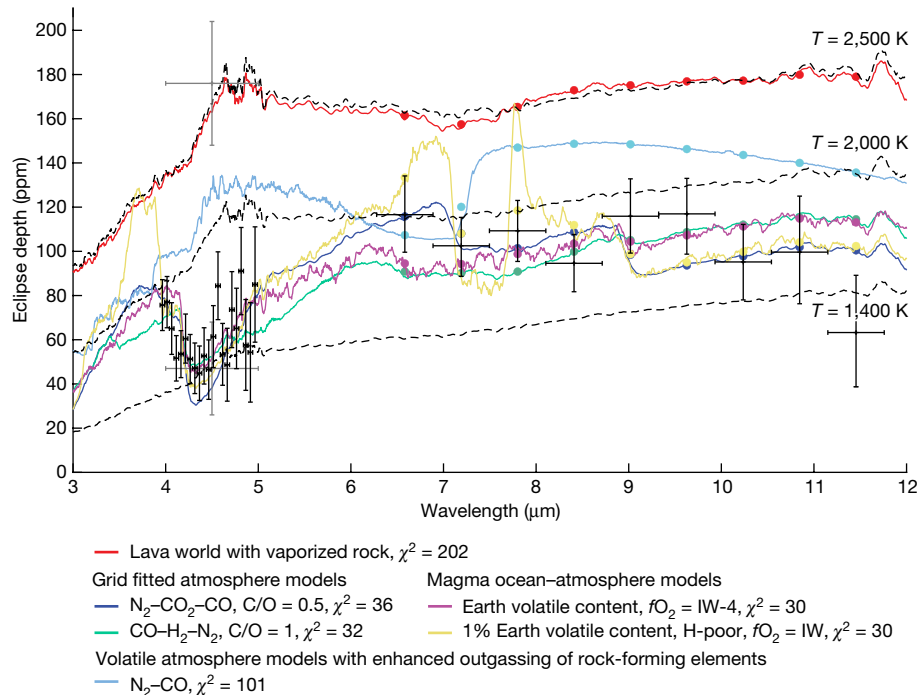 200
180
160
140
120
100
80
60
40
20
0
Eclipse depth (ppm)
T = 2,500 K
T = 2,000 K
T = 1,400 K
3 4 5 6 7 8 9 10 11 12
Wavelength (μm)
Lava world with vaporized rock, χ² = 202
Grid fitted atmosphere models
N₂–CO₂–CO, C/O = 0.5, χ² = 36
CO–H₂–N₂, C/O = 1, χ² = 32
Magma ocean–atmosphere models
Earth volatile content, fO₂ = IW-4, χ² = 30
1% Earth volatile content, H-poor, fO₂ = IW, χ² = 30
Volatile atmosphere models with enhanced outgassing of rock-forming elements
N₂–CO, χ² = 101